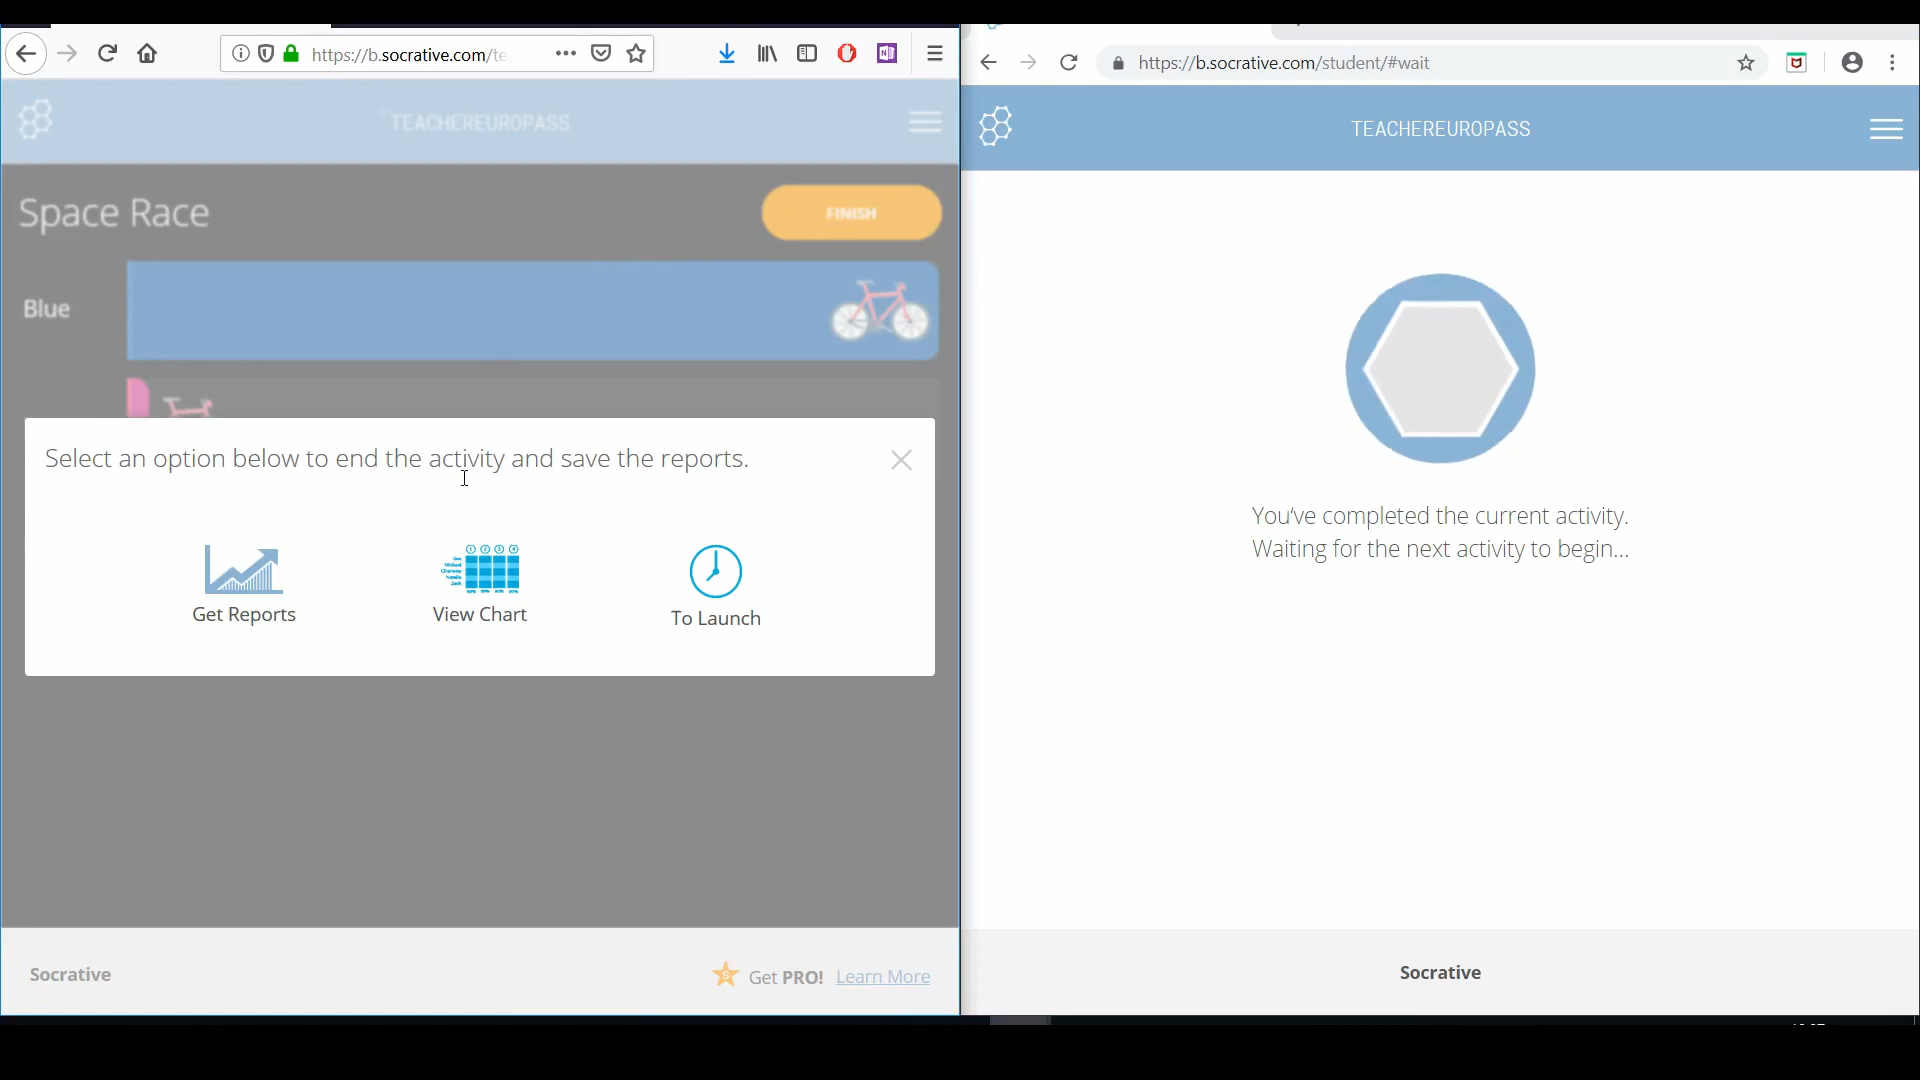 https://b.socrative.com/te
https://b.socrative.com/student/#wait
TEACHEREUROPASS
TEACHEREUROPASS
Space Race
FINISH
Blue
Select an option below to end the activity and save the reports.
Get Reports
View Chart
To Launch
You've completed the current activity.
Waiting for the next activity to begin...
Socrative
Get PRO! Learn More
Socrative